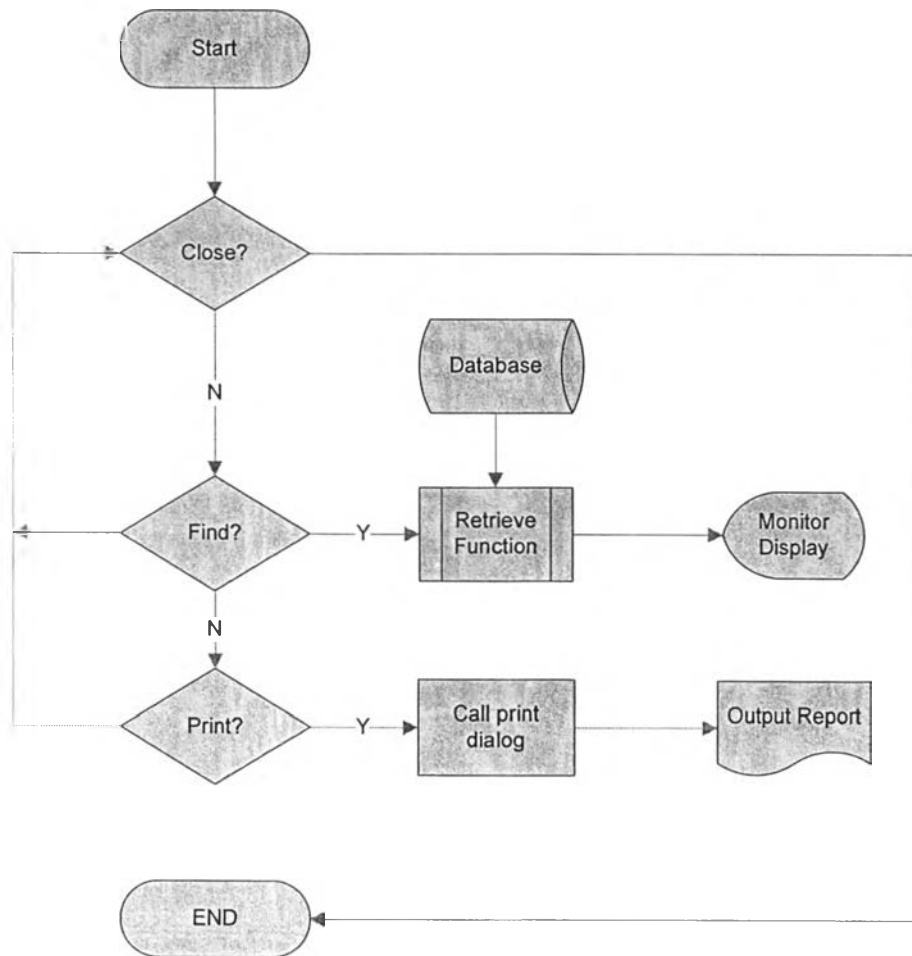 Start
Close?
N
Database
Find?
Y
Retrieve
Function
Monitor
Display
N
Print?
Y
Call print
dialog
Output Report
END